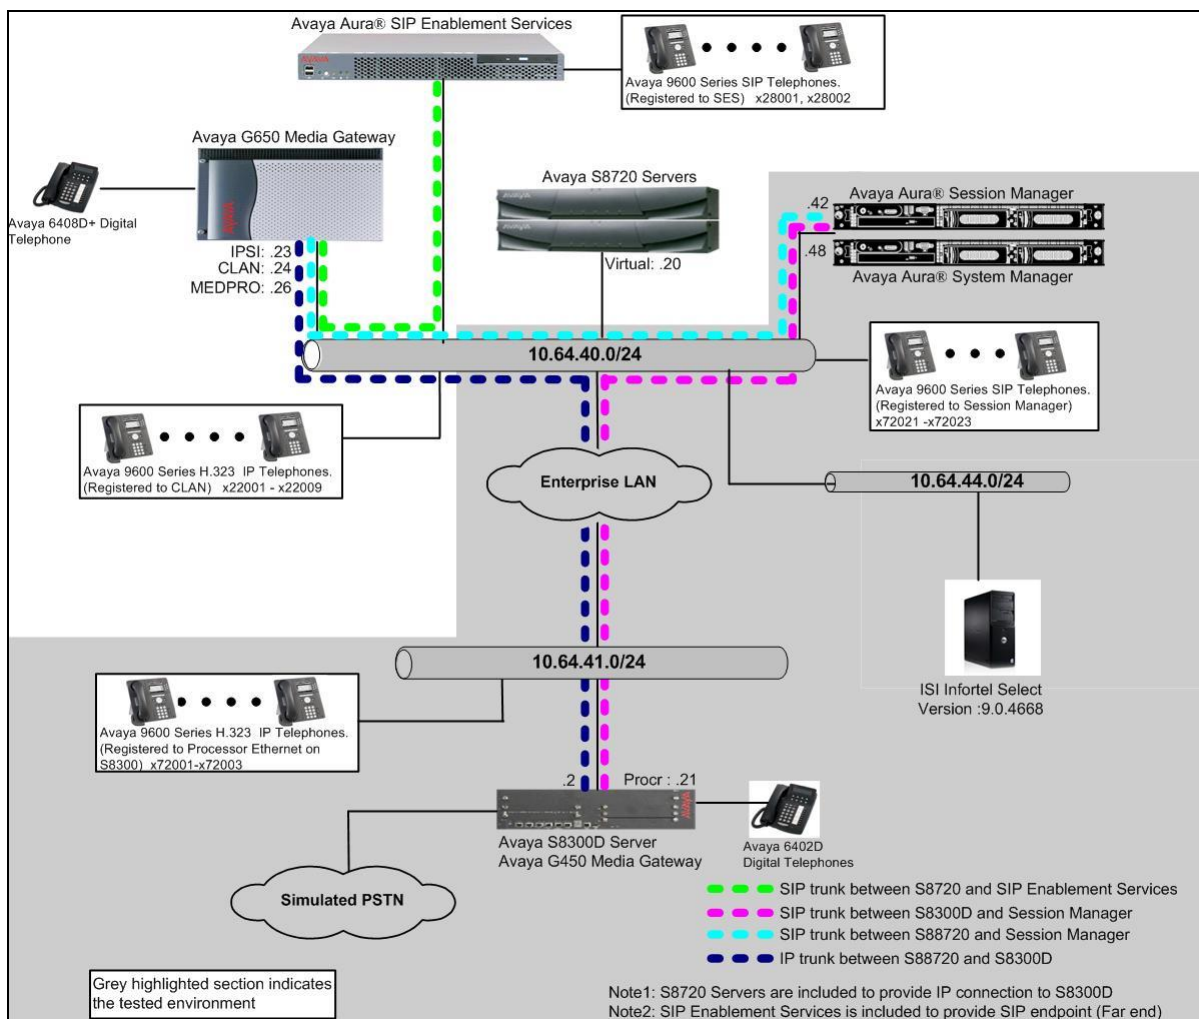 Avaya Aura® SIP Enablement Services
Avaya 9600 Series SIP Telephones.
(Registered to SES) x28001, x28002
Avaya G650 Media Gateway
Avaya 6408D+ Digital
Telephone
IPSI: .23
CLAN: .24
MEDPRO: .26
Avaya S8720 Servers
Virtual: .20
Avaya Aura® Session Manager
.42
.48
Avaya Aura® System Manager
10.64.40.0/24
Avaya 9600 Series SIP Telephones.
(Registered to Session Manager)
x72021 -x72023
Avaya 9600 Series H.323 IP Telephones.
(Registered to CLAN) x22001 - x22009
Enterprise LAN
10.64.44.0/24
ISI Infortel Select
Version :9.0.4668
10.64.41.0/24
Avaya 9600 Series H.323 IP Telephones.
(Registered to Processor Ethernet on
S8300) x72001-x72003
.2
Procr : .21
AVAYA
Avaya S8300D Server
Avaya G450 Media Gateway
Avaya 6402D
Digital Telephones
Simulated PSTN
SIP trunk between S8720 and SIP Enablement Services
SIP trunk between S8300D and Session Manager
SIP trunk between S88720 and Session Manager
IP trunk between S88720 and S8300D
Grey highlighted section indicates
the tested environment
Note1: S8720 Servers are included to provide IP connection to S8300D
Note2: SIP Enablement Services is included to provide SIP endpoint (Far end)